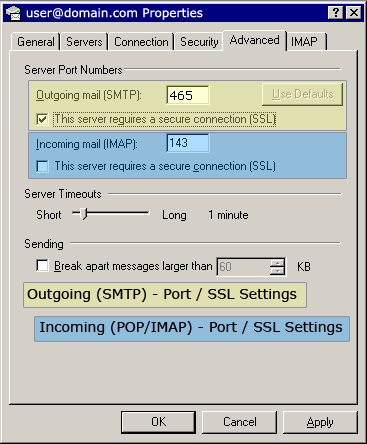 user@domain.com Properties
General Servers Connection Security Advanced IMAP
Server Port Numbers
Outgoing mail (SMTP): 465 Use Defaults
This server requires a secure connection (SSL)
Incoming mail (IMAP): 143
This server requires a secure connection (SSL)
Server Timeouts
Short Long 1 minute
Sending
Break apart messages larger than 60 KB
Outgoing (SMTP) - Port / SSL Settings
Incoming (POP/IMAP) - Port / SSL Settings
OK Cancel Apply